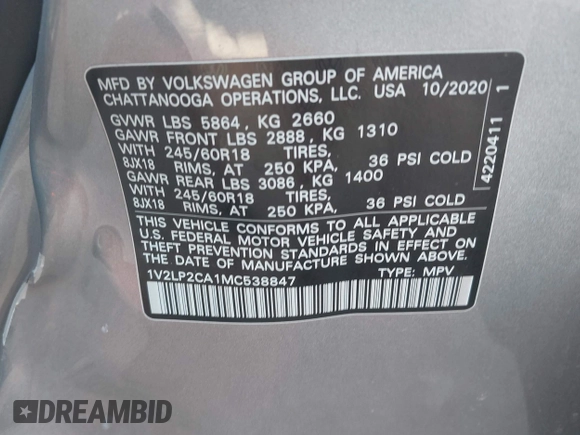 MFD BY VOLKSWAGEN GROUP OF AMERICA
CHATTANOOGA OPERATIONS, LLC. USA 10/2020
GVWR LBS 5864, KG 2660
GAWR FRONT LBS 2888, KG 1310
WITH 245/60R18 TIRES,
8JX18 RIMS, AT 250 KPA, 36 PSI COLD
GAWR REAR LBS 3086, KG 1400
WITH 245/60R18 TIRES,
8JX18 RIMS, AT 250 KPA, 36 PSI COLD
THIS VEHICLE CONFORMS TO ALL APPLICABLE
U.S. FEDERAL MOTOR VEHICLE SAFETY AND
THEFT PREVENTION STANDARDS IN EFFECT
ON THE DATE OF MANUFACTURE SHOWN ABOVE.
1V2LP2CA1MC538847 TYPE: MPV
4220411 1
DREAMBID